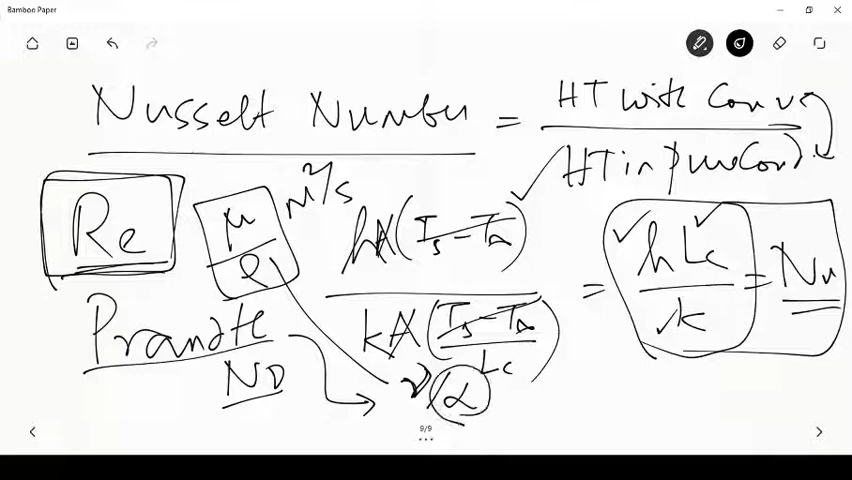 Bamboo Paper
Nusselt Number = HT with Conv
HT in pure Con).
Re
μ/ρ
m²/s
hA(Ts-Ta)
kA(Ts-Ta)/Lc
= hLc/k = Nu
Prandtl
No
ν/α
9/9